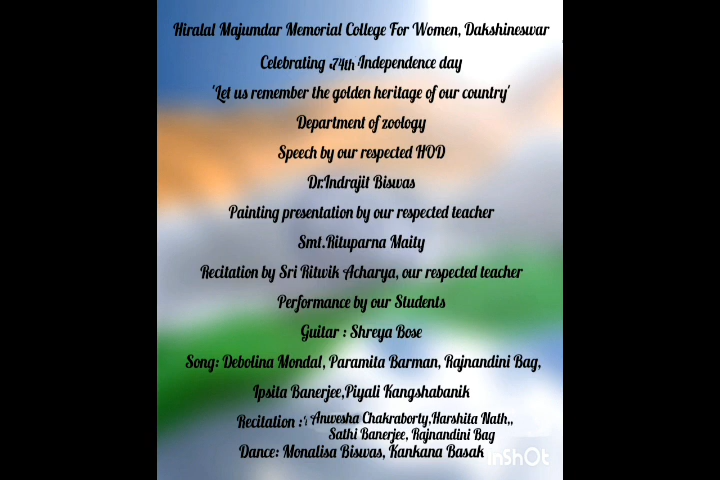 Hiralal Majumdar Memorial College For Women, Dakshineswar
Celebrating 74th Independence day
'Let us remember the golden heritage of our country'
Department of zoology
Speech by our respected HOD
Dr.Indrajit Biswas
Painting presentation by our respected teacher
Smt.Rituparna Maity
Recitation by Sri Ritwik Acharya, our respected teacher
Performance by our Students
Guitar : Shreya Bose
Song: Debolina Mondal, Paramita Barman, Rajnandini Bag,
Ipsita Banerjee,Piyali Kangshabanik
Recitation : Anwesha Chakraborty,Harshita Nath,,
Sathi Banerjee, Rajnandini Bag
Dance: Monalisa Biswas, Kankana Basak
InShOt